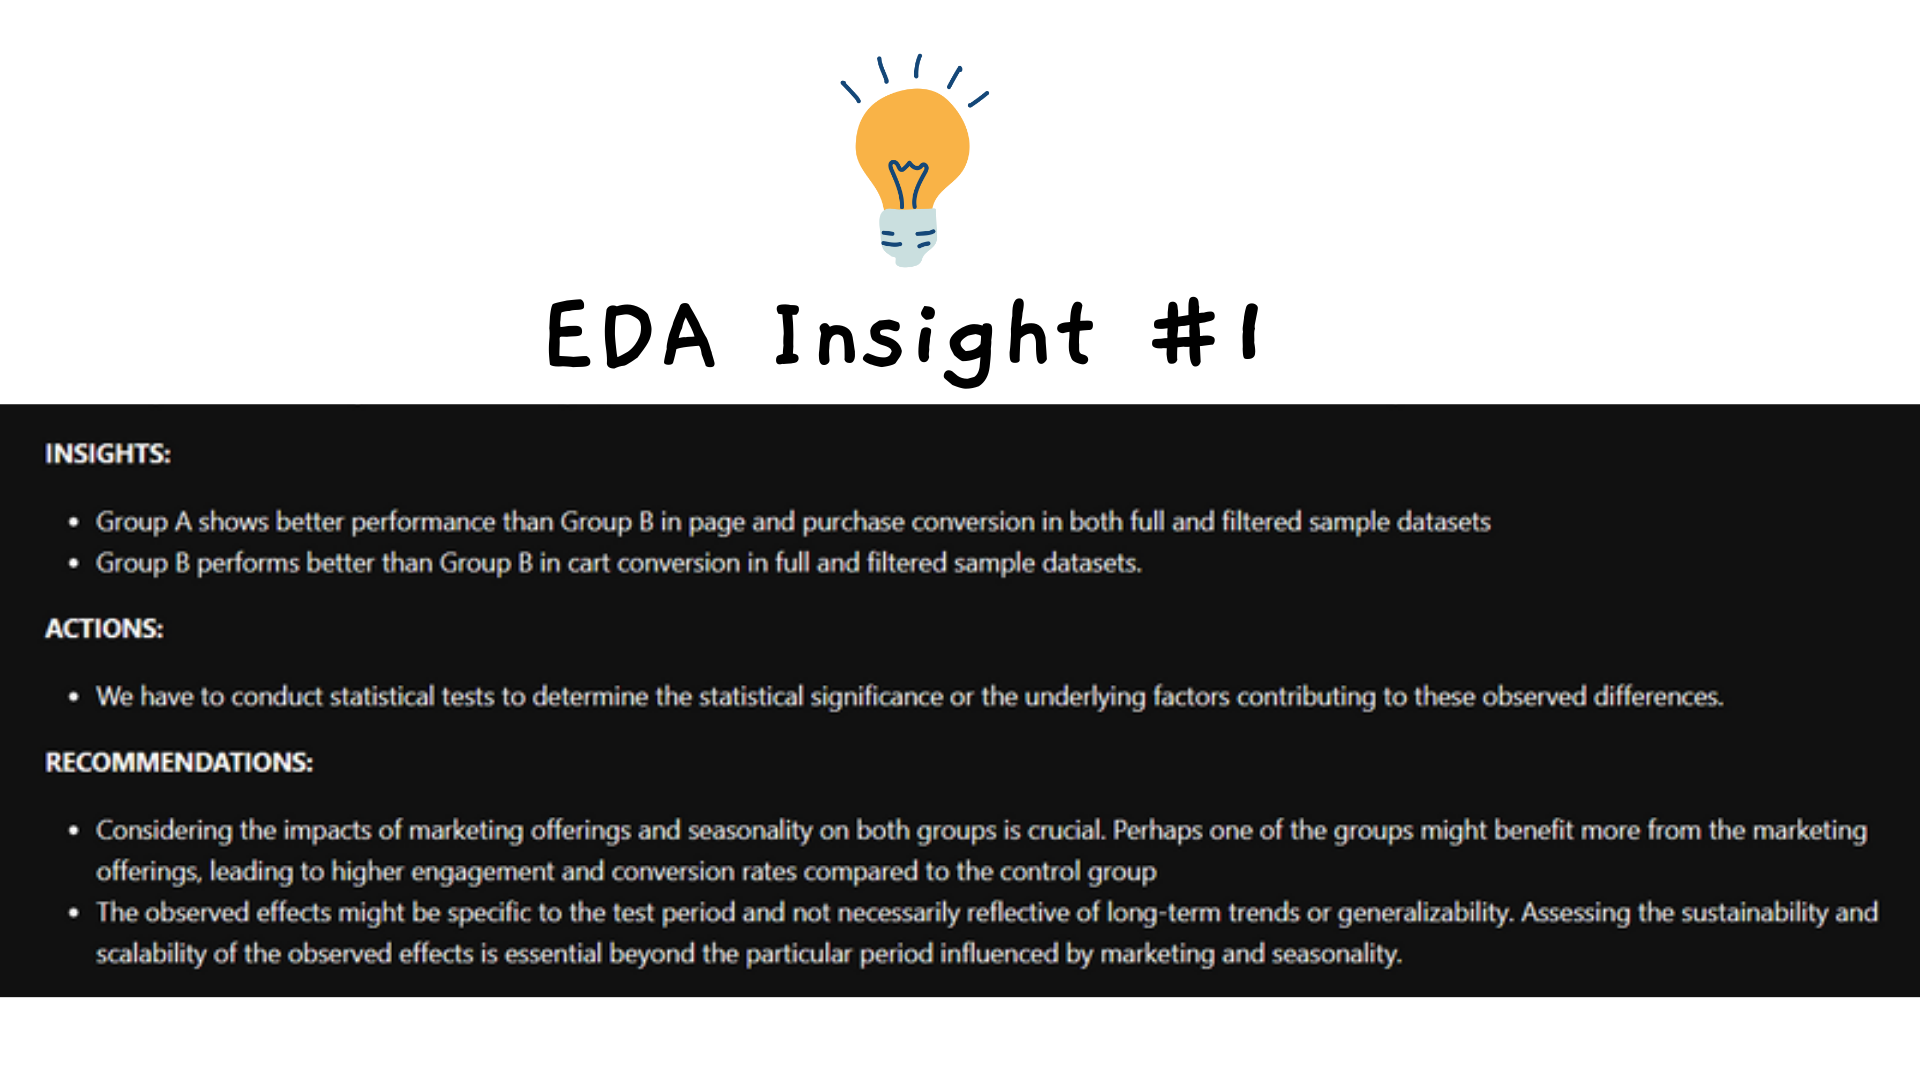 EDA Insight #1
INSIGHTS:
• Group A shows better performance than Group B in page and purchase conversion in both full and filtered sample datasets
• Group B performs better than Group B in cart conversion in full and filtered sample datasets.
ACTIONS:
• We have to conduct statistical tests to determine the statistical significance or the underlying factors contributing to these observed differences.
RECOMMENDATIONS:
• Considering the impacts of marketing offerings and seasonality on both groups is crucial. Perhaps one of the groups might benefit more from the marketing
offerings, leading to higher engagement and conversion rates compared to the control group
• The observed effects might be specific to the test period and not necessarily reflective of long-term trends or generalizability. Assessing the sustainability and
scalability of the observed effects is essential beyond the particular period influenced by marketing and seasonality.